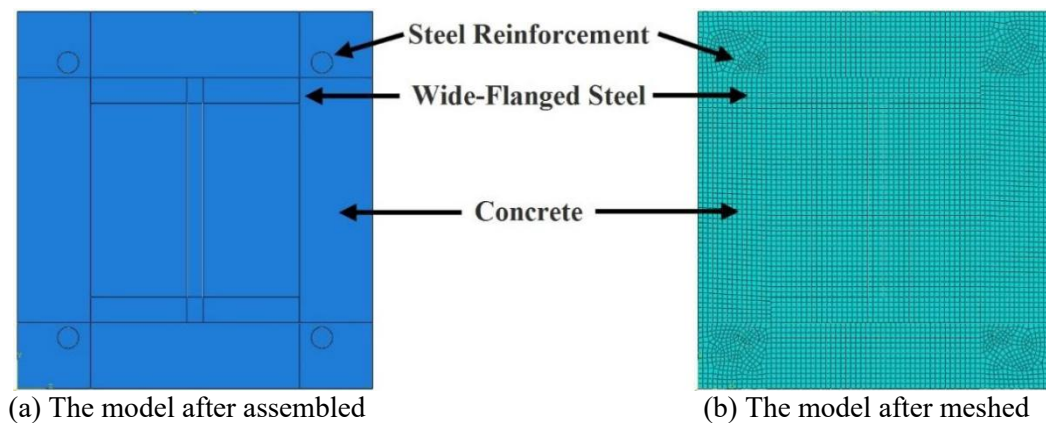 Steel Reinforcement
Wide-Flanged Steel
Concrete
(a) The model after assembled
(b) The model after meshed